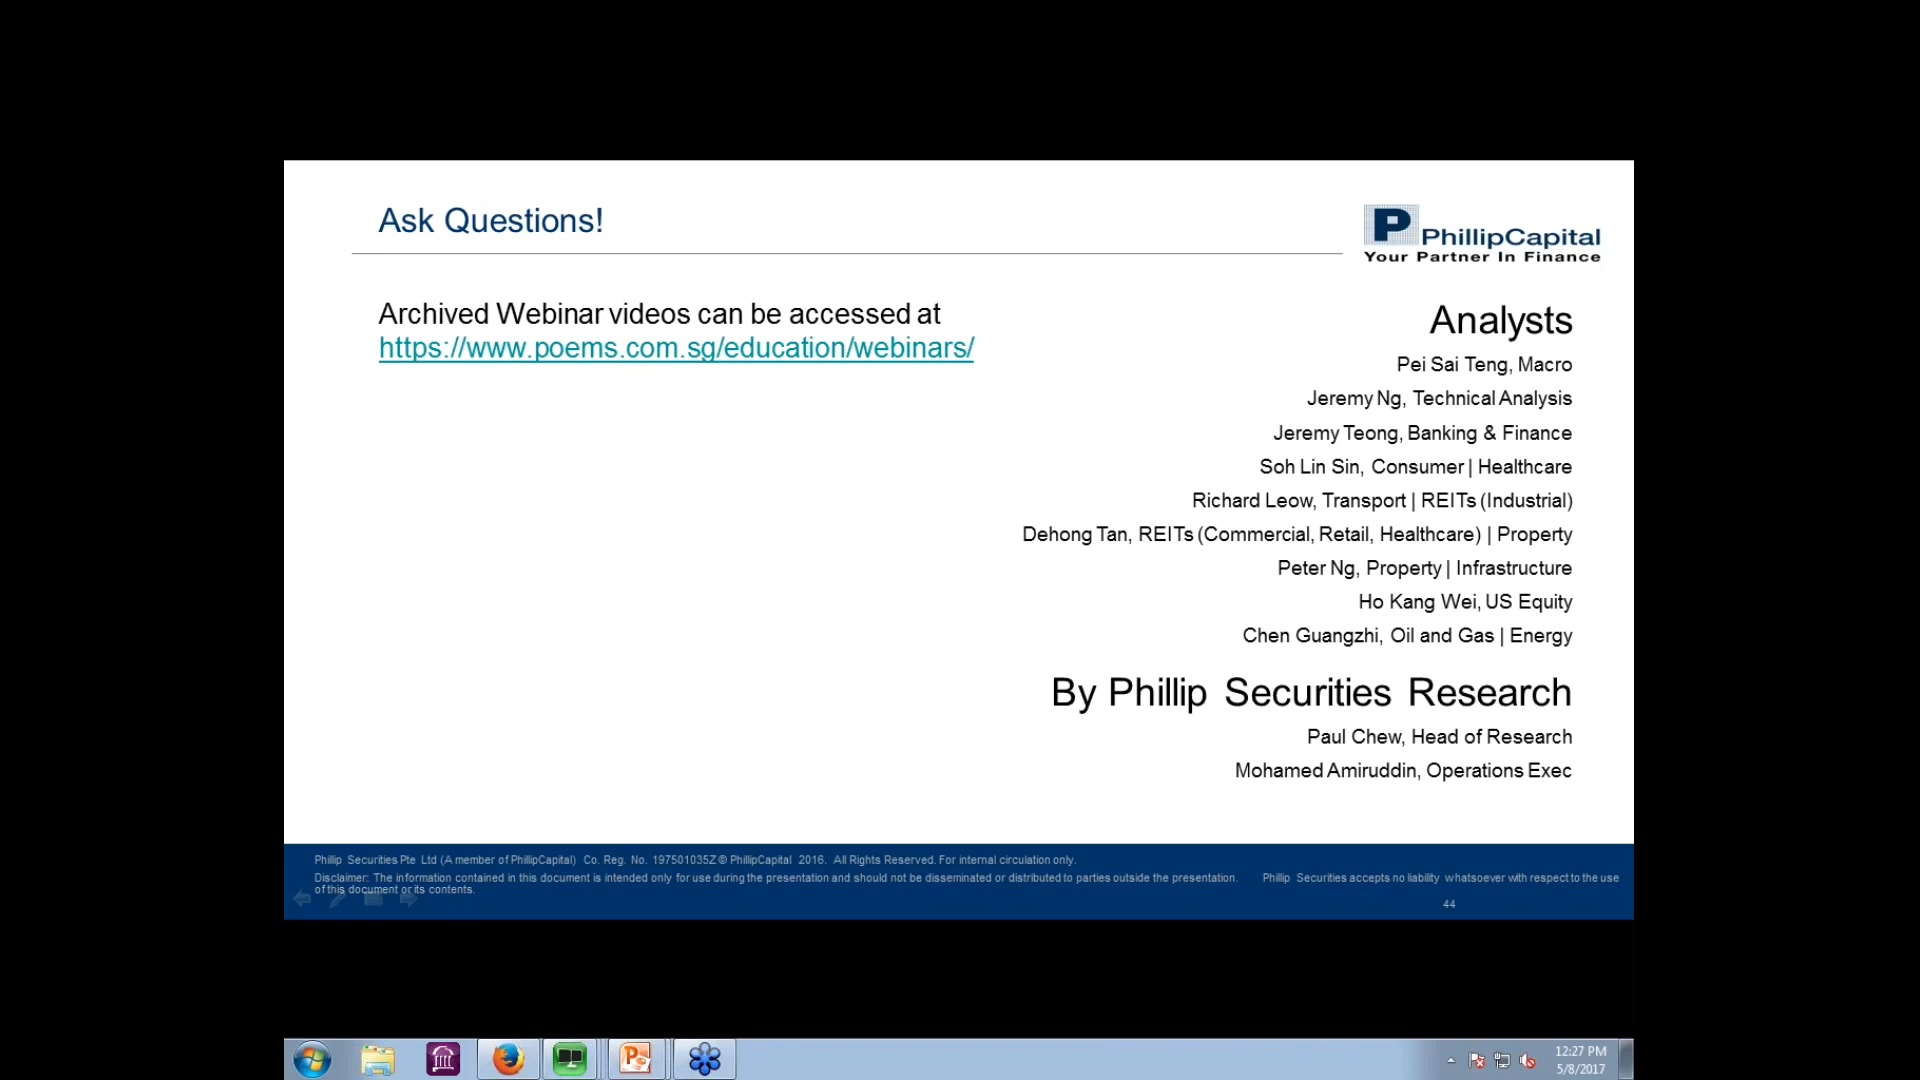 Ask Questions!
P PhillipCapital
Your Partner In Finance
Archived Webinar videos can be accessed at
https://www.poems.com.sg/education/webinars/
Analysts
Pei Sai Teng, Macro
Jeremy Ng, Technical Analysis
Jeremy Teong, Banking & Finance
Soh Lin Sin, Consumer | Healthcare
Richard Leow, Transport | REITs (Industrial)
Dehong Tan, REITs (Commercial, Retail, Healthcare) | Property
Peter Ng, Property | Infrastructure
Ho Kang Wei, US Equity
Chen Guangzhi, Oil and Gas | Energy
By Phillip Securities Research
Paul Chew, Head of Research
Mohamed Amiruddin, Operations Exec
Phillip Securities Pte Ltd (A member of PhillipCapital) Co. Reg. No. 197501035Z © PhillipCapital 2016. All Rights Reserved. For internal circulation only.
Disclaimer: The information contained in this document is intended only for use during the presentation and should not be disseminated or distributed to parties outside the presentation. Phillip Securities accepts no liability whatsoever with respect to the use
of this document or its contents.
44
12:27 PM
5/8/2017